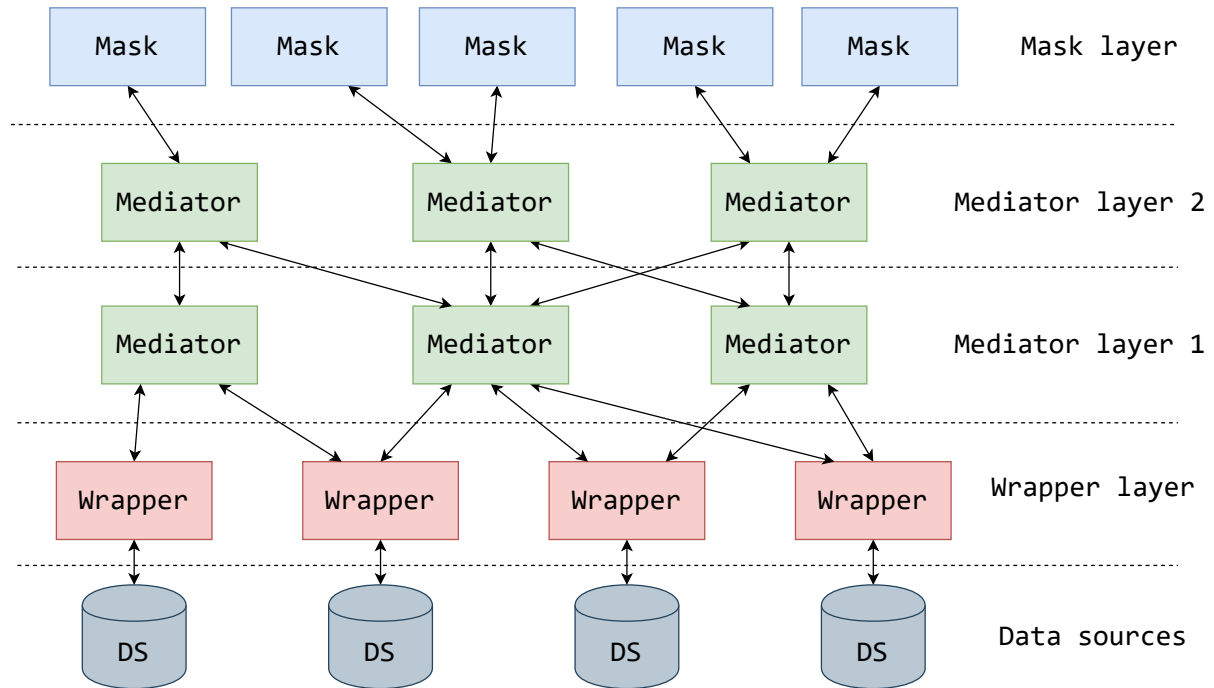 Mask Mask Mask Mask Mask Mask layer
Mediator Mediator Mediator Mediator layer 2
Mediator Mediator Mediator Mediator layer 1
Wrapper Wrapper Wrapper Wrapper Wrapper layer
DS DS DS DS Data sources